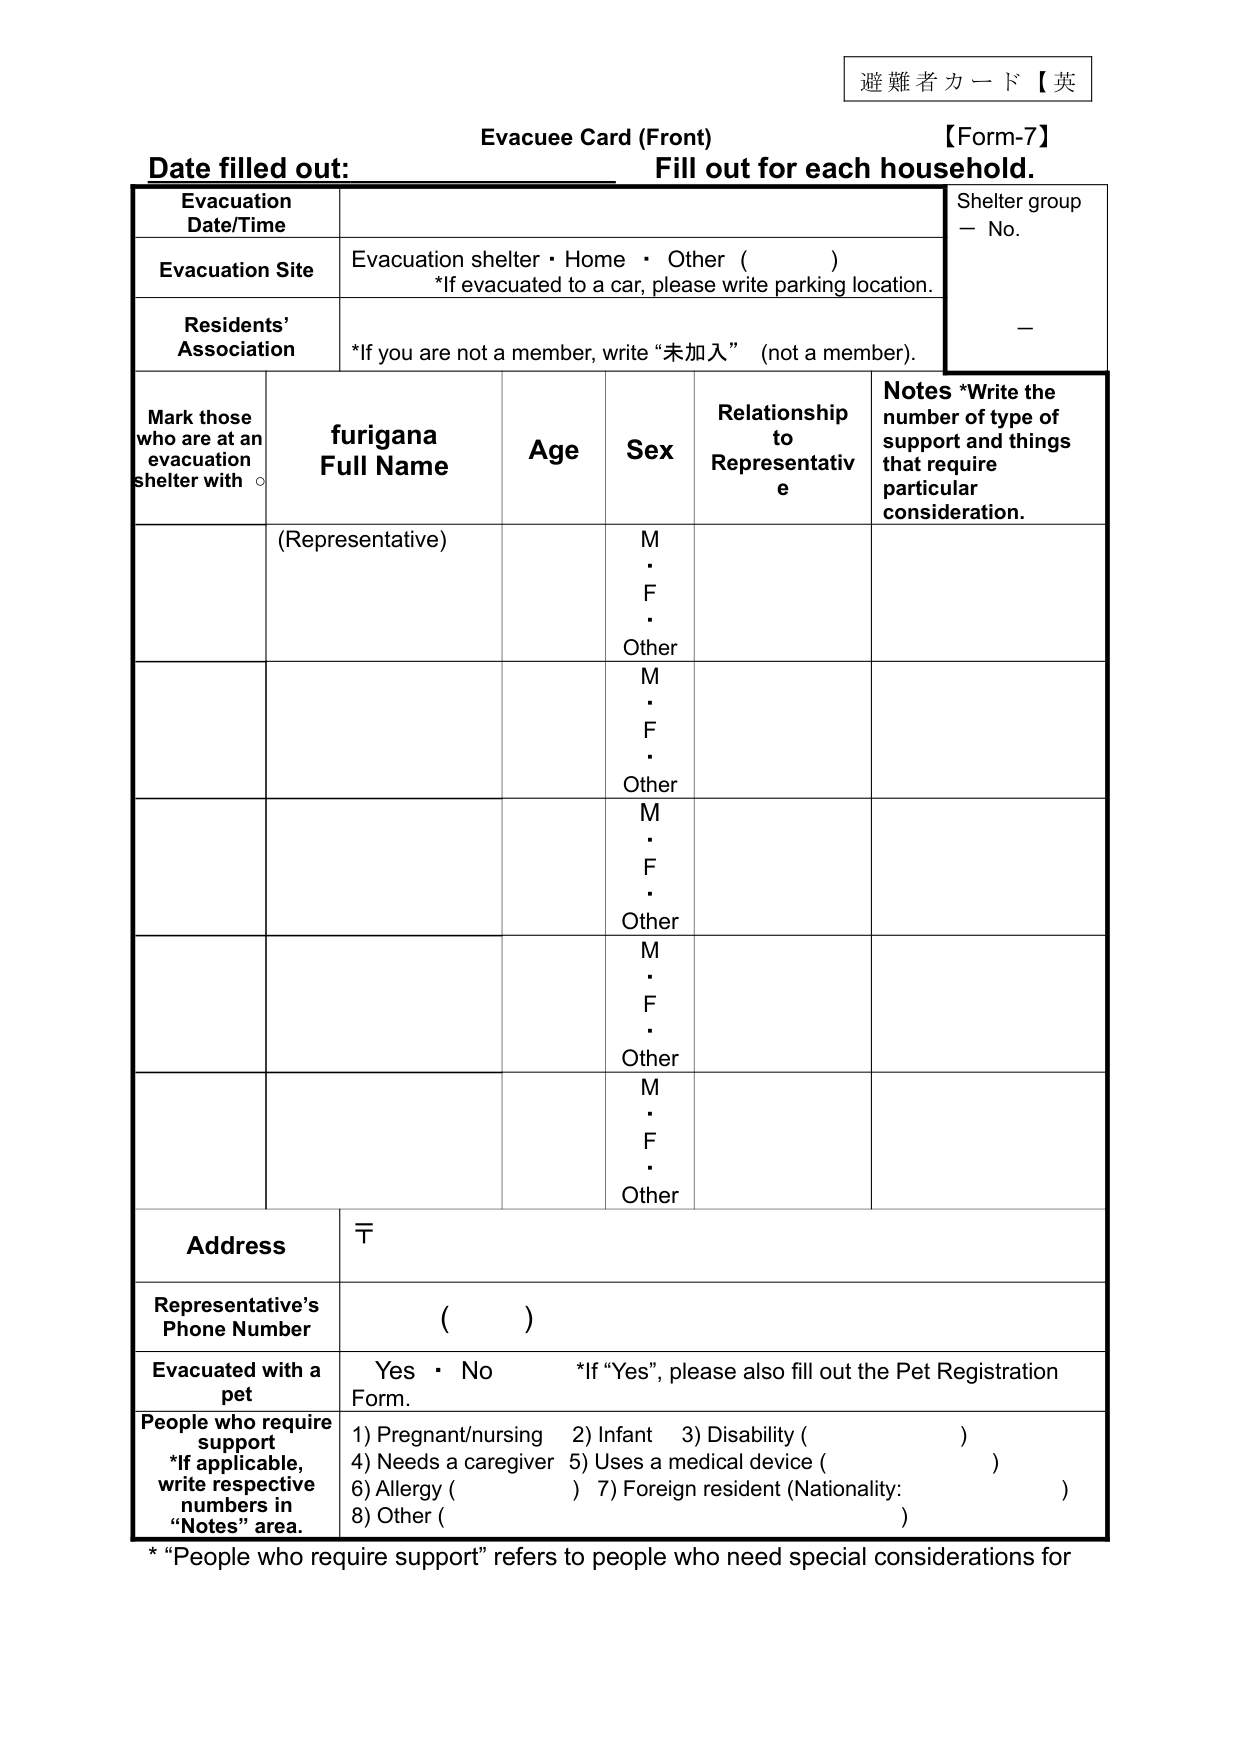 避難者カード【英
Evacuee Card (Front)
【Form-7】
Date filled out:
Fill out for each household.
Evacuation
Date/Time
Shelter group
－ No.
－
Evacuation Site
Evacuation shelter・Home ・ Other ( )
*If evacuated to a car, please write parking location.
Residents’
Association
*If you are not a member, write “未加入” (not a member).
Mark those
who are at an
evacuation
shelter with ○
furigana
Full Name
Age
Sex
Relationship
to
Representativ
e
Notes *Write the
number of type of
support and things
that require
particular
consideration.
(Representative)
M
・
F
・
Other
M
・
F
・
Other
M
・
F
・
Other
M
・
F
・
Other
M
・
F
・
Other
Address
〒
Representative’s
Phone Number
( )
Evacuated with a
pet
Yes ・ No *If “Yes”, please also fill out the Pet Registration
Form.
People who require
support
*If applicable,
write respective
numbers in
“Notes” area.
1) Pregnant/nursing 2) Infant 3) Disability ( )
4) Needs a caregiver 5) Uses a medical device ( )
6) Allergy ( ) 7) Foreign resident (Nationality: )
8) Other ( )
* “People who require support” refers to people who need special considerations for